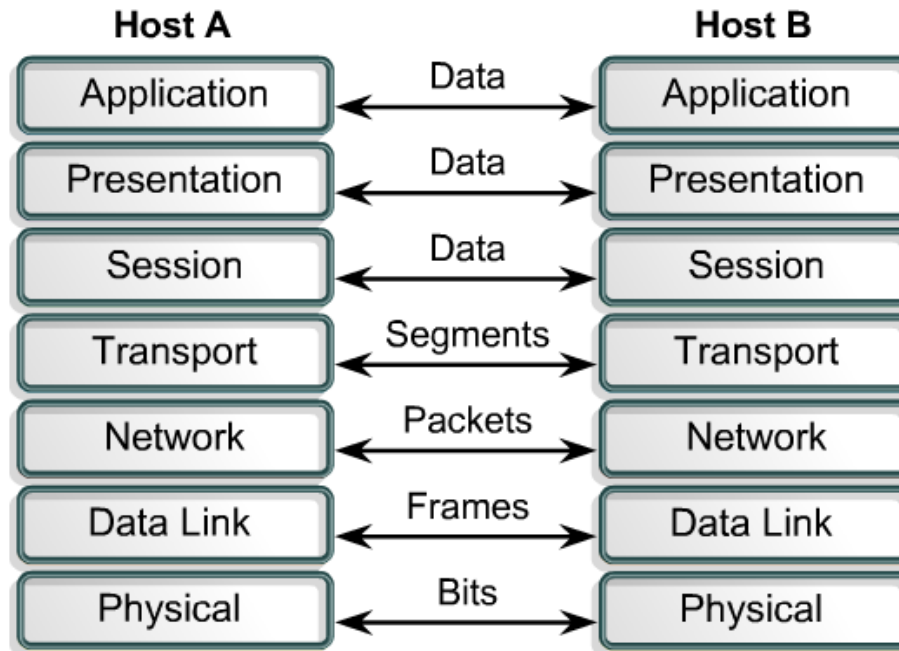 Host A Host B
Application Data Application
Presentation Data Presentation
Session Data Session
Transport Segments Transport
Network Packets Network
Data Link Frames Data Link
Physical Bits Physical